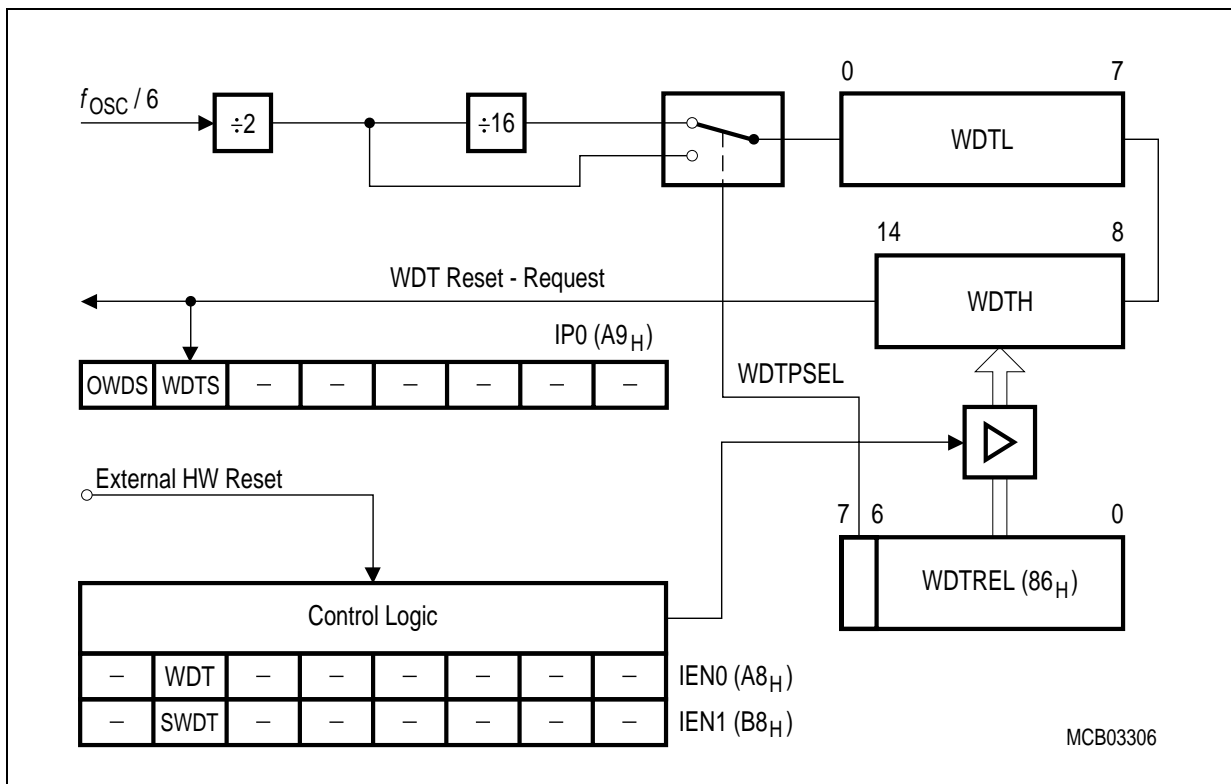 0 7
fOSC / 6
÷2 ÷16 WDTL
14 8
WDT Reset - Request WDTH
IP0 (A9H)
OWDS WDTS – – – – – –
WDTPSEL
External HW Reset
7 6 0
WDTREL (86H)
Control Logic
– WDT – – – – – – IEN0 (A8H)
– SWDT – – – – – – IEN1 (B8H)
MCB03306